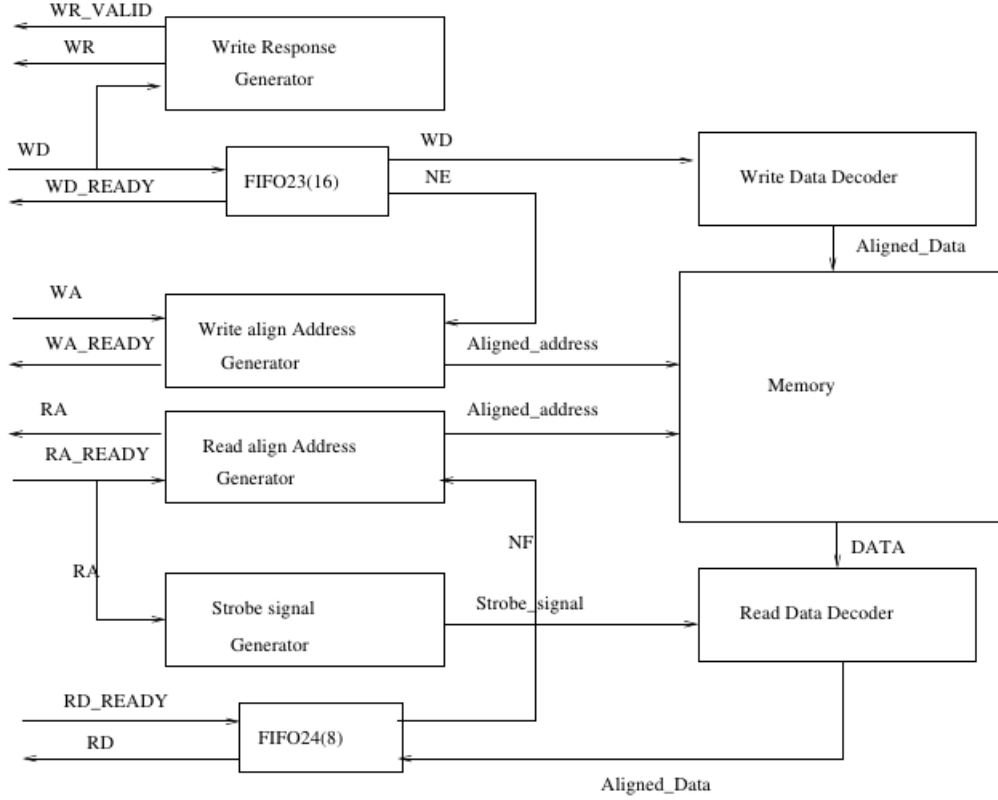 WR_VALID
WR
Write Response
Generator
WD
WD_READY
FIFO23(16)
WD
NE
Write Data Decoder
Aligned_Data
WA
WA_READY
Write align Address
Generator
Aligned_address
Memory
RA
RA_READY
Read align Address
Generator
Aligned_address
NF
DATA
RA
Strobe signal
Generator
Strobe_signal
Read Data Decoder
RD_READY
RD
FIFO24(8)
Aligned_Data